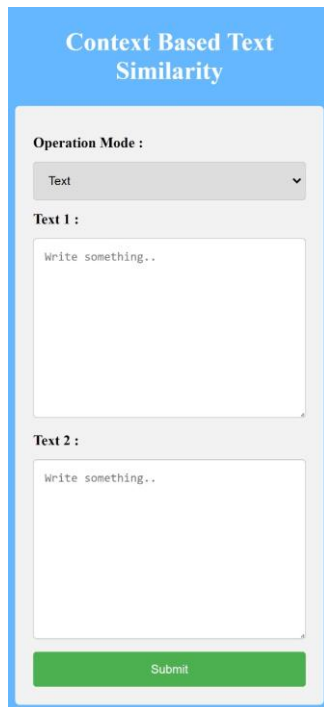 Context Based Text
Similarity
Operation Mode :
Text
Text 1 :
Write something..
Text 2 :
Write something..
Submit